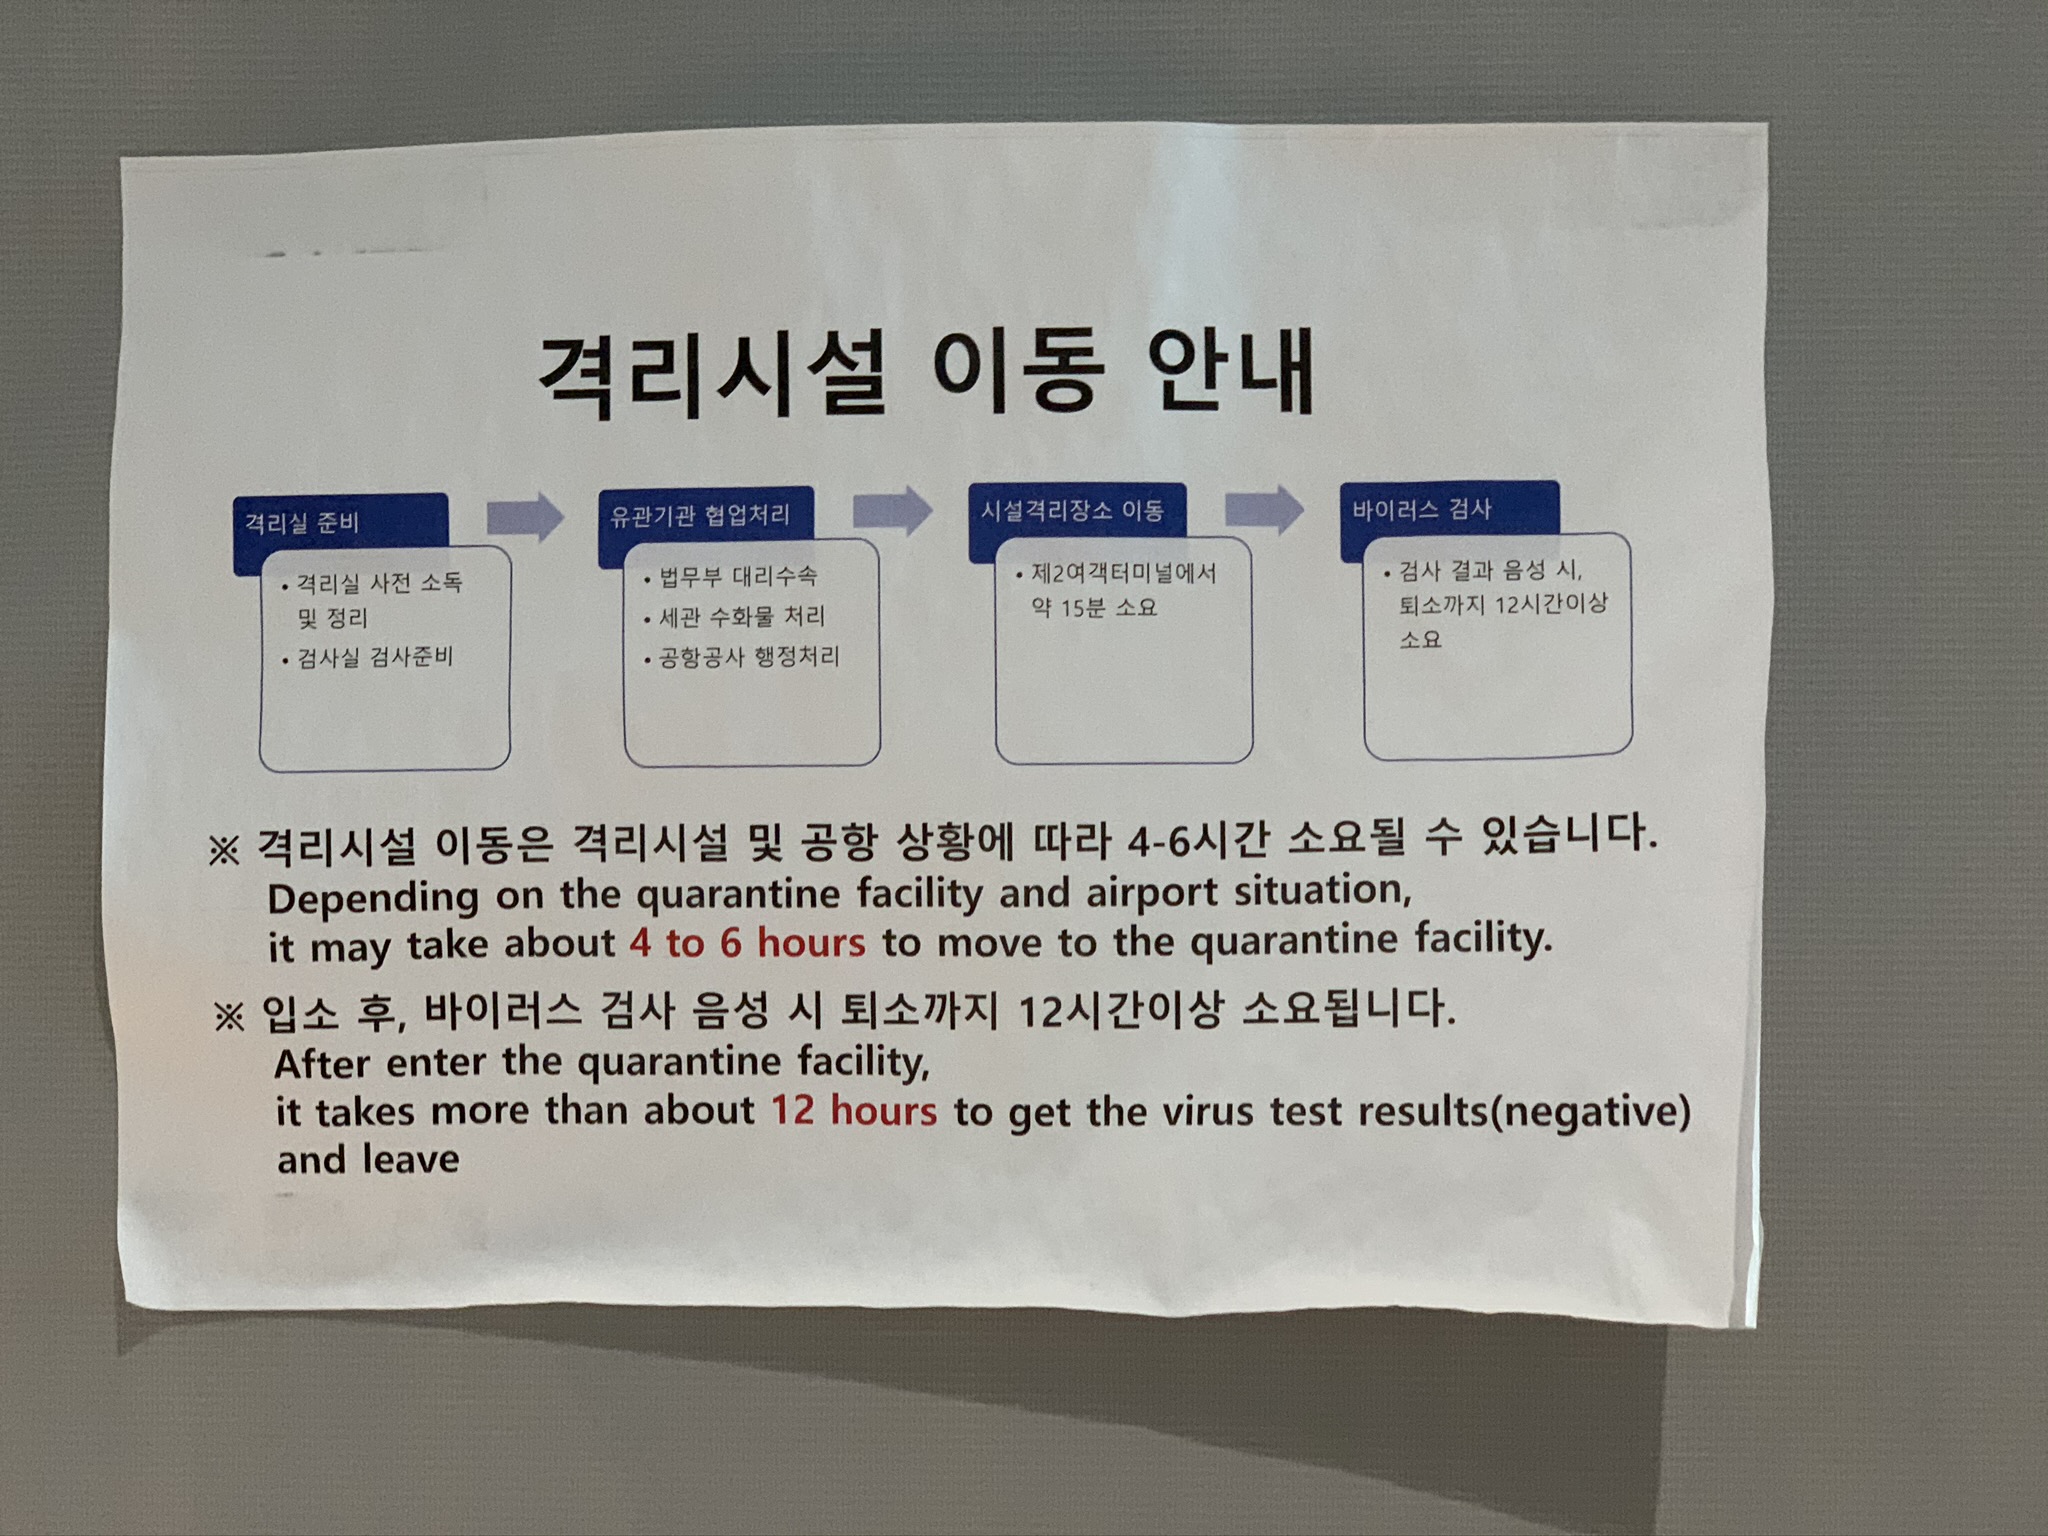 격리시설 이동 안내
격리실 준비
• 격리실 사전 소독
및 정리
• 검사실 검사준비
유관기관 협업처리
• 법무부 대리수속
• 세관 수화물 처리
• 공항공사 행정처리
시설격리장소 이동
• 제2여객터미널에서
약 15분 소요
바이러스 검사
• 검사 결과 음성 시,
퇴소까지 12시간이상
소요
※ 격리시설 이동은 격리시설 및 공항 상황에 따라 4-6시간 소요될 수 있습니다.
Depending on the quarantine facility and airport situation,
it may take about 4 to 6 hours to move to the quarantine facility.
※ 입소 후, 바이러스 검사 음성 시 퇴소까지 12시간이상 소요됩니다.
After enter the quarantine facility,
it takes more than about 12 hours to get the virus test results(negative)
and leave